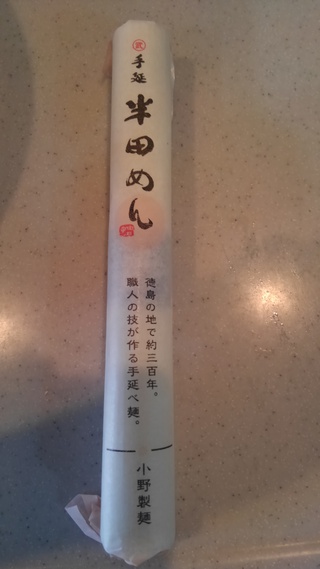 手延
半田めん
徳島の地で約三百年。
職人の技が作る手延べ麺。
小野製麺